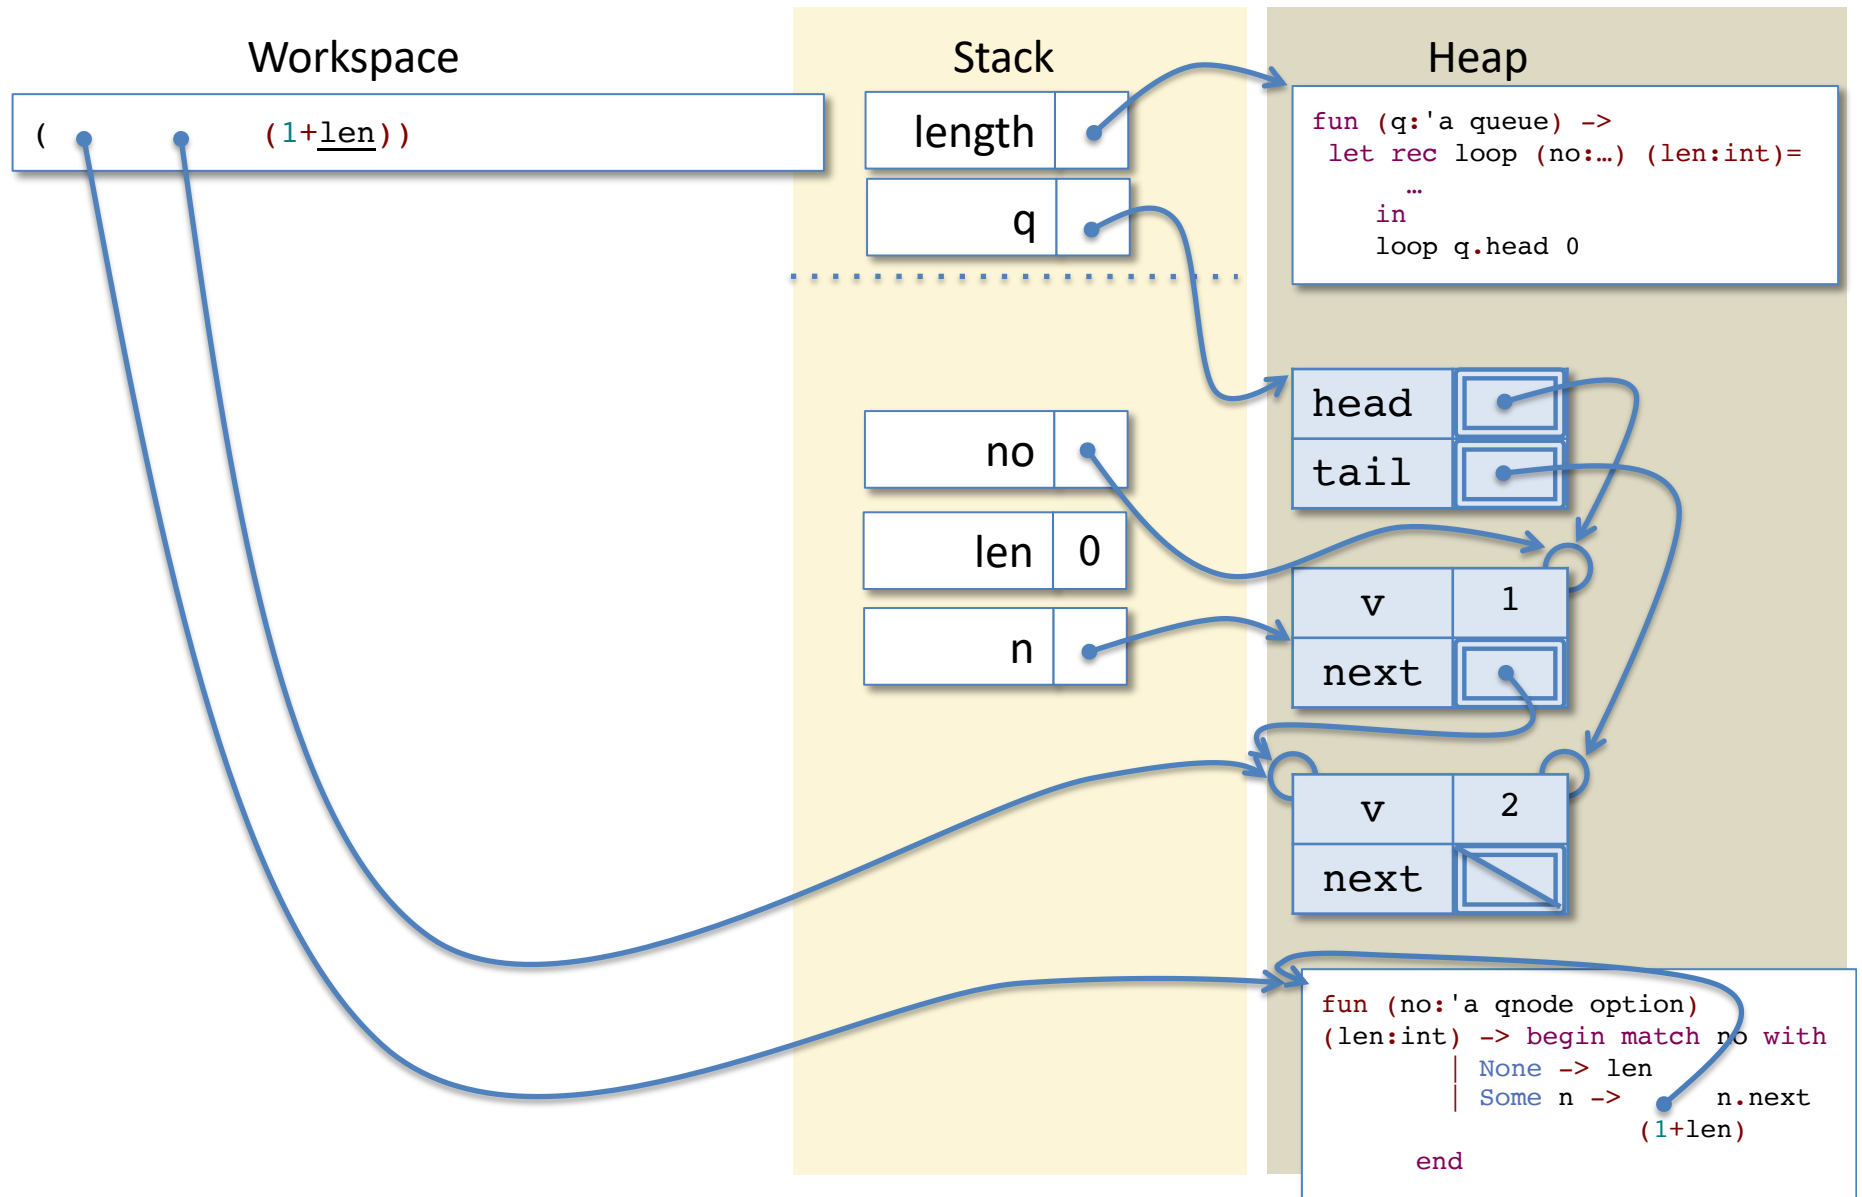 Workspace
( (1+len))
Stack
length
q
no
len 0
n
Heap
fun (q:'a queue) ->
let rec loop (no:…) (len:int)=
…
in
loop q.head 0
head
tail
v 1
next
v 2
next
fun (no:'a qnode option)
(len:int) -> begin match no with
| None -> len
| Some n -> n.next
(1+len)
end